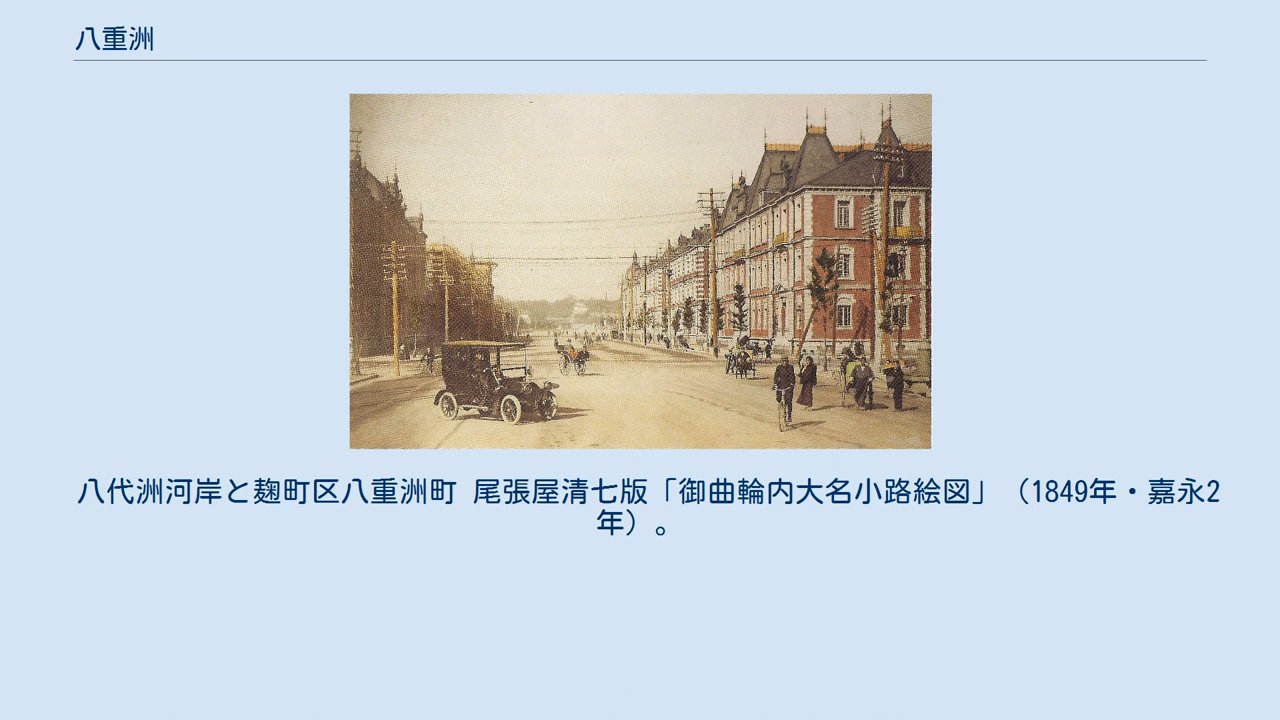 八重洲
八代洲河岸と麹町区八重洲町 尾張屋清七版「御曲輪内大名小路絵図」（1849年・嘉永2
年）。